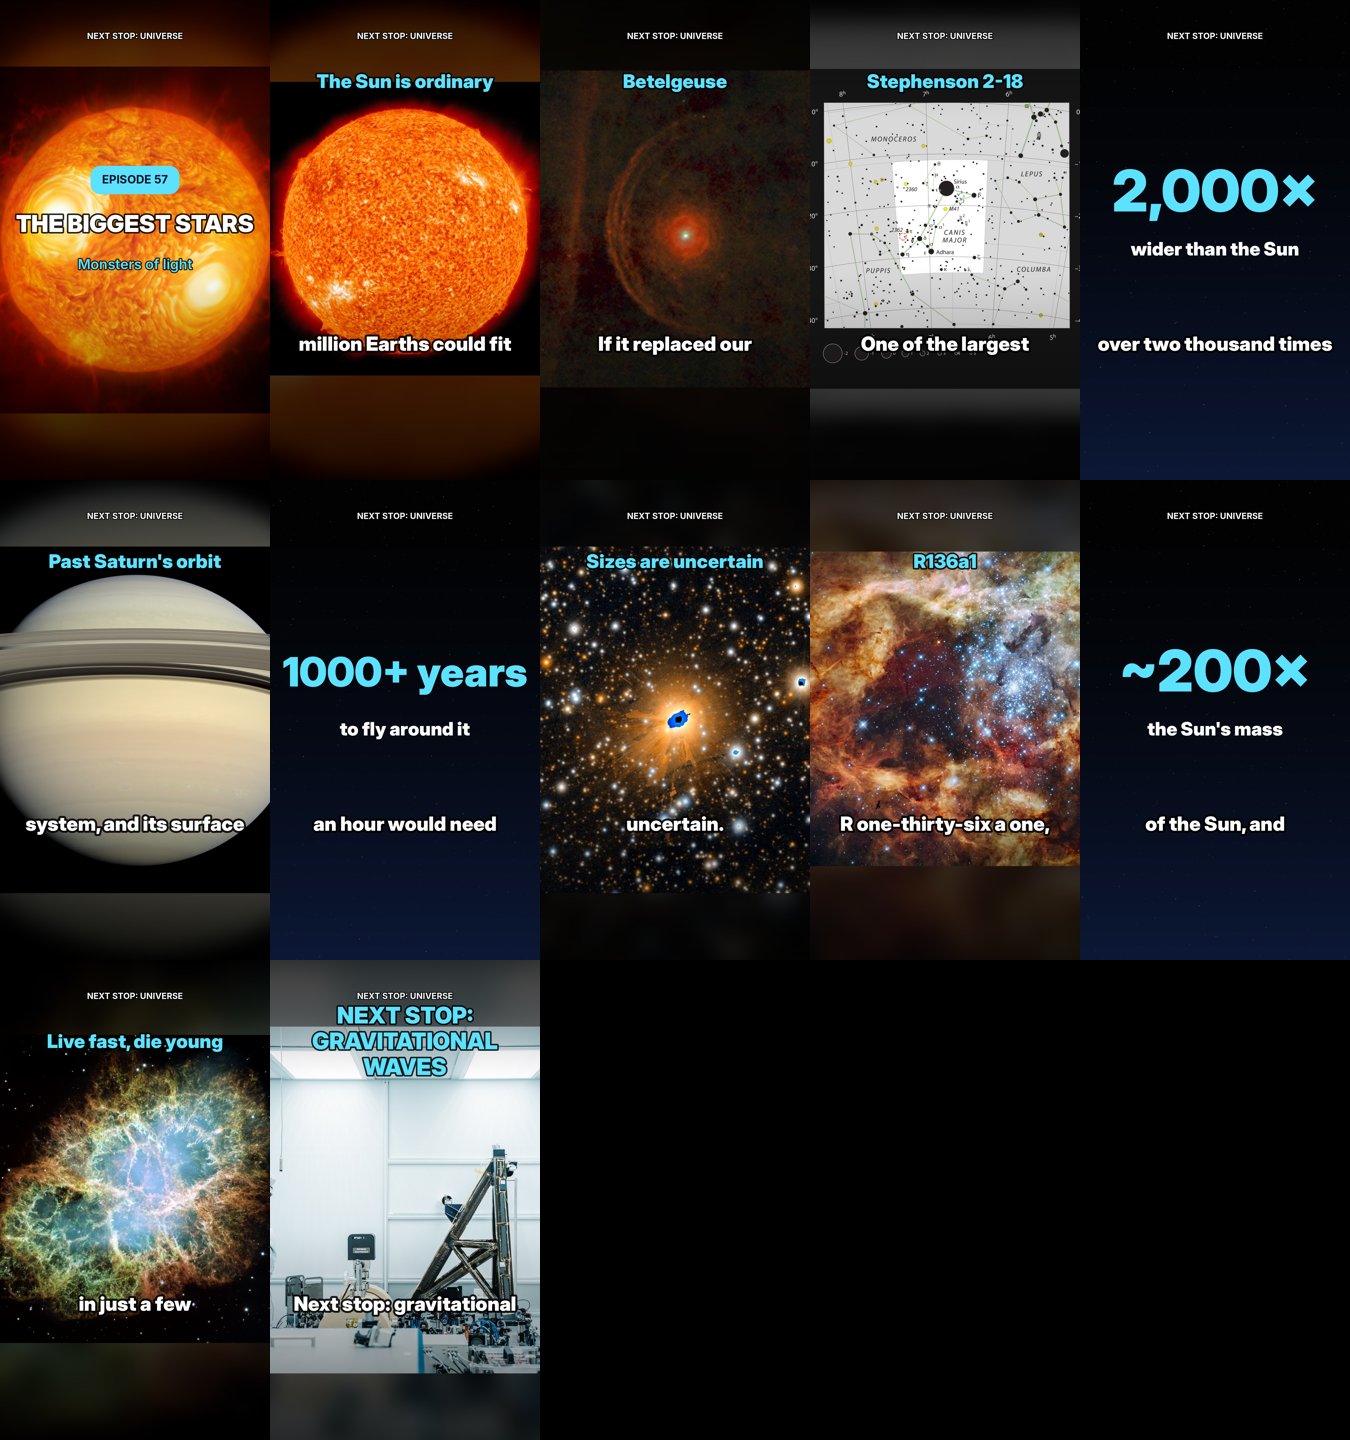 NEXT STOP: UNIVERSE
EPISODE 57
THE BIGGEST STARS
Monsters of light
NEXT STOP: UNIVERSE
The Sun is ordinary
million Earths could fit
NEXT STOP: UNIVERSE
Betelgeuse
If it replaced our
NEXT STOP: UNIVERSE
Stephenson 2-18
MONOCEROS
LEPUS
2360
Sirius
M41
2362
CANIS
MAJOR
Adhara
PUPPIS
COLUMBA
One of the largest
NEXT STOP: UNIVERSE
2,000×
wider than the Sun
over two thousand times
NEXT STOP: UNIVERSE
Past Saturn's orbit
system, and its surface
NEXT STOP: UNIVERSE
1000+ years
to fly around it
an hour would need
NEXT STOP: UNIVERSE
Sizes are uncertain
uncertain.
NEXT STOP: UNIVERSE
R136a1
R one-thirty-six a one,
NEXT STOP: UNIVERSE
~200×
the Sun's mass
of the Sun, and
NEXT STOP: UNIVERSE
Live fast, die young
in just a few
NEXT STOP: UNIVERSE
NEXT STOP:
GRAVITATIONAL
WAVES
Next stop: gravitational